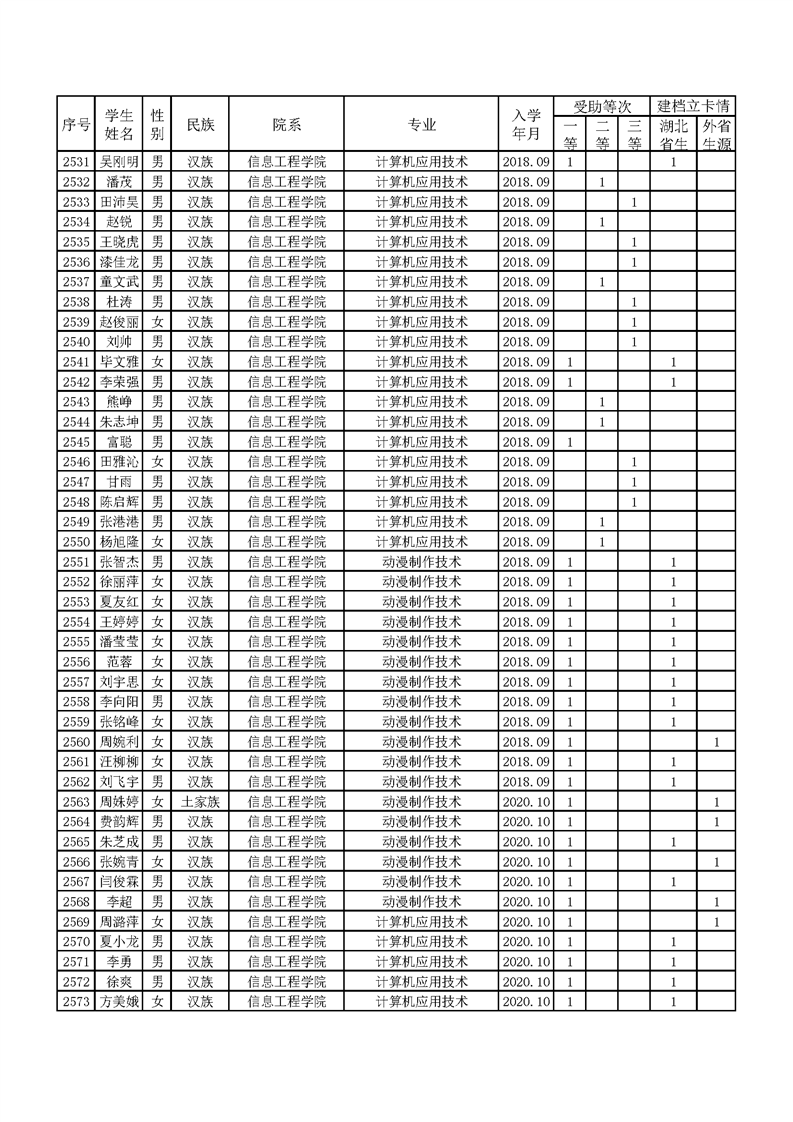 序号 学生姓名 性别 民族 院系 专业 入学年月 受助等次 建档立卡情
一等 二等 三等 湖北省生 外省生源
2531 吴刚明 男 汉族 信息工程学院 计算机应用技术 2018.09 1 1
2532 潘茂 男 汉族 信息工程学院 计算机应用技术 2018.09 1
2533 田沛昊 男 汉族 信息工程学院 计算机应用技术 2018.09 1
2534 赵锐 男 汉族 信息工程学院 计算机应用技术 2018.09 1
2535 王晓虎 男 汉族 信息工程学院 计算机应用技术 2018.09 1
2536 漆佳龙 男 汉族 信息工程学院 计算机应用技术 2018.09 1
2537 童文武 男 汉族 信息工程学院 计算机应用技术 2018.09 1
2538 杜涛 男 汉族 信息工程学院 计算机应用技术 2018.09 1
2539 赵俊丽 女 汉族 信息工程学院 计算机应用技术 2018.09 1
2540 刘帅 男 汉族 信息工程学院 计算机应用技术 2018.09 1
2541 毕文雅 女 汉族 信息工程学院 计算机应用技术 2018.09 1 1
2542 李荣强 男 汉族 信息工程学院 计算机应用技术 2018.09 1 1
2543 熊峥 男 汉族 信息工程学院 计算机应用技术 2018.09 1
2544 朱志坤 男 汉族 信息工程学院 计算机应用技术 2018.09 1
2545 富聪 男 汉族 信息工程学院 计算机应用技术 2018.09 1
2546 田雅沁 女 汉族 信息工程学院 计算机应用技术 2018.09 1
2547 甘雨 男 汉族 信息工程学院 计算机应用技术 2018.09 1
2548 陈启辉 男 汉族 信息工程学院 计算机应用技术 2018.09 1
2549 张港港 男 汉族 信息工程学院 计算机应用技术 2018.09 1
2550 杨旭隆 女 汉族 信息工程学院 计算机应用技术 2018.09 1
2551 张智杰 男 汉族 信息工程学院 动漫制作技术 2018.09 1 1
2552 徐丽萍 女 汉族 信息工程学院 动漫制作技术 2018.09 1 1
2553 夏友红 女 汉族 信息工程学院 动漫制作技术 2018.09 1 1
2554 王婷婷 女 汉族 信息工程学院 动漫制作技术 2018.09 1 1
2555 潘莹莹 女 汉族 信息工程学院 动漫制作技术 2018.09 1 1
2556 范蓉 女 汉族 信息工程学院 动漫制作技术 2018.09 1 1
2557 刘宇思 女 汉族 信息工程学院 动漫制作技术 2018.09 1 1
2558 李向阳 男 汉族 信息工程学院 动漫制作技术 2018.09 1 1
2559 张铭峰 女 汉族 信息工程学院 动漫制作技术 2018.09 1 1
2560 周婉利 女 汉族 信息工程学院 动漫制作技术 2018.09 1 1
2561 汪柳柳 女 汉族 信息工程学院 动漫制作技术 2018.09 1 1
2562 刘飞宇 男 汉族 信息工程学院 动漫制作技术 2018.09 1 1
2563 周姝婷 女 土家族 信息工程学院 动漫制作技术 2020.10 1 1
2564 费韵辉 男 汉族 信息工程学院 动漫制作技术 2020.10 1 1
2565 朱芝成 男 汉族 信息工程学院 动漫制作技术 2020.10 1 1
2566 张婉青 女 汉族 信息工程学院 动漫制作技术 2020.10 1 1
2567 闫俊霖 男 汉族 信息工程学院 动漫制作技术 2020.10 1 1
2568 李超 男 汉族 信息工程学院 动漫制作技术 2020.10 1 1
2569 周潞萍 女 汉族 信息工程学院 计算机应用技术 2020.10 1 1
2570 夏小龙 男 汉族 信息工程学院 计算机应用技术 2020.10 1 1
2571 李勇 男 汉族 信息工程学院 计算机应用技术 2020.10 1 1
2572 徐爽 男 汉族 信息工程学院 计算机应用技术 2020.10 1 1
2573 方美娥 女 汉族 信息工程学院 计算机应用技术 2020.10 1 1